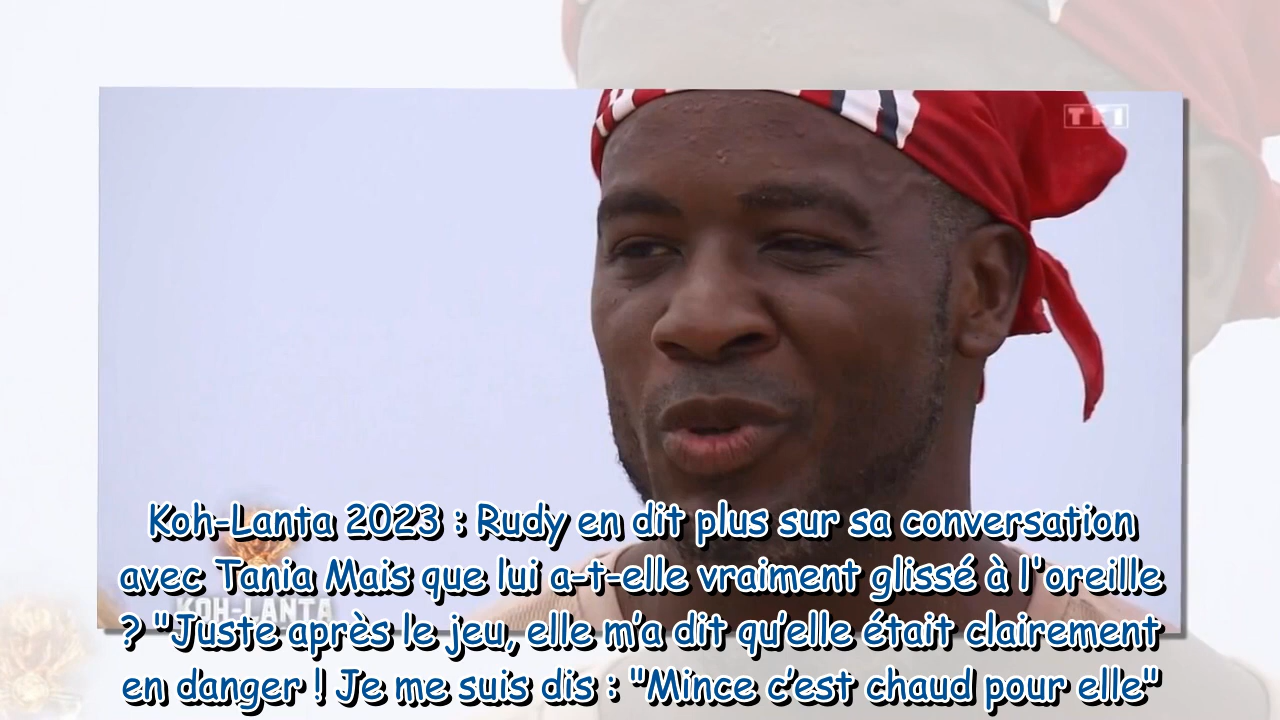 TF1
Koh-Lanta 2023 : Rudy en dit plus sur sa conversation
avec Tania Mais que lui a-t-elle vraiment glissé à l'oreille
KOH-LANTA
? "Juste après le jeu, elle m’a dit qu’elle était clairement
en danger ! Je me suis dis : "Mince c’est chaud pour elle"